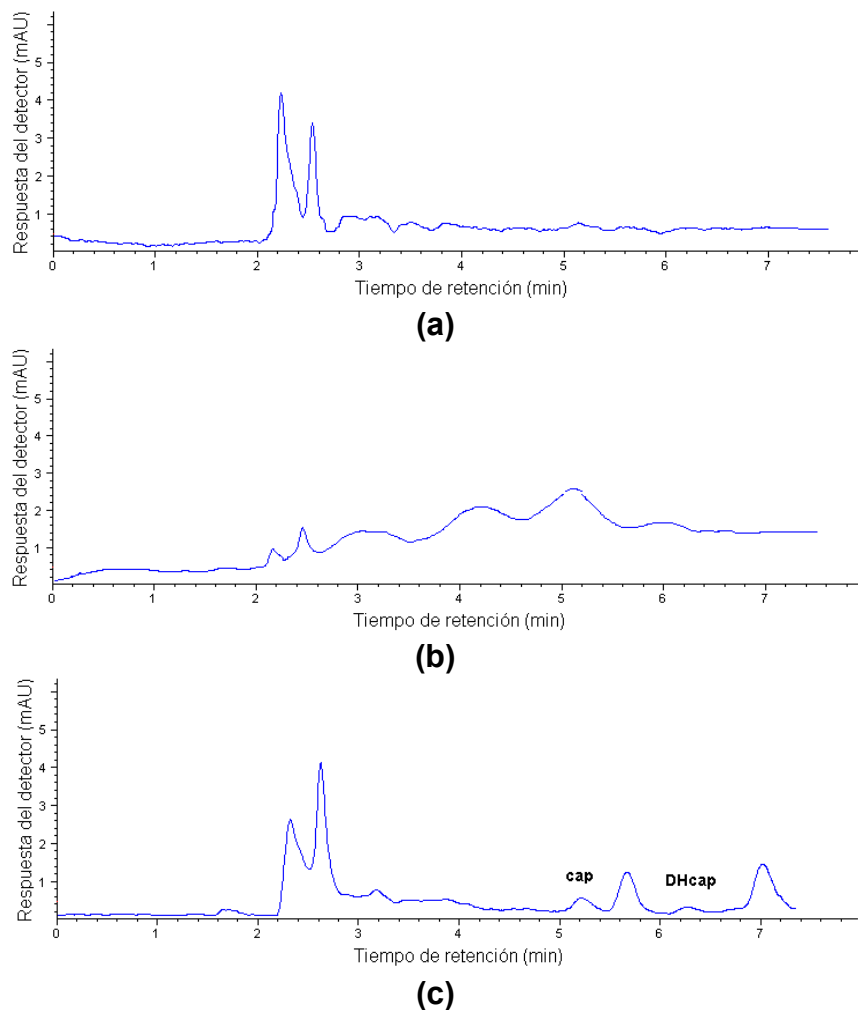 Respuesta del detector (mAU)
5
4
3
2
1
0 1 2 3 4 5 6 7
Tiempo de retención (min)
(a)
Respuesta del detector (mAU)
5
4
3
2
1
0 1 2 3 4 5 6 7
Tiempo de retención (min)
(b)
Respuesta del detector (mAU)
5
4
3
2
1
cap
DHcap
0 1 2 3 4 5 6 7
Tiempo de retención (min)
(c)